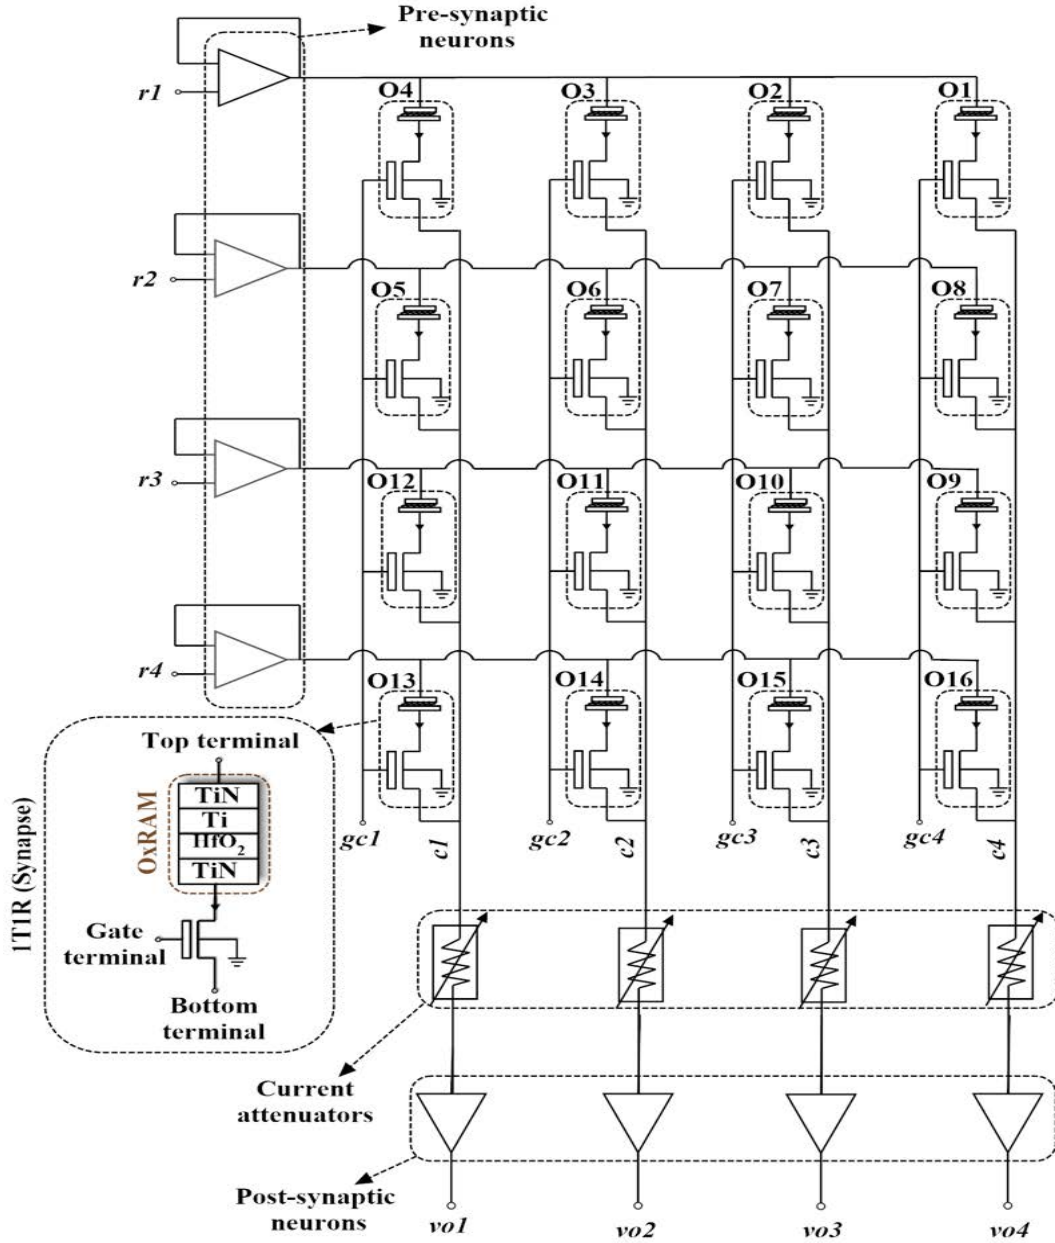 Pre-synaptic
neurons
r1
O4
O3
O2
O1
r2
O5
O6
O7
O8
r3
O12
O11
O10
O9
r4
O13
O14
O15
O16
gc1
c1
gc2
c2
gc3
c3
gc4
c4
1T1R (Synapse)
Top terminal
OxRAM
TiN
Ti
HfO2
TiN
Gate
terminal
Bottom
terminal
Current
attenuators
Post-synaptic
neurons
vo1
vo2
vo3
vo4